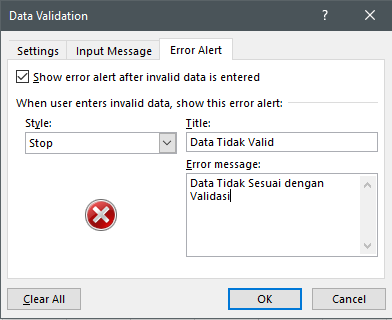 Data Validation
Settings Input Message Error Alert
Show error alert after invalid data is entered
When user enters invalid data, show this error alert:
Style: Title:
Stop Data Tidak Valid
Error message:
Data Tidak Sesuai dengan
Validasi
Clear All OK Cancel